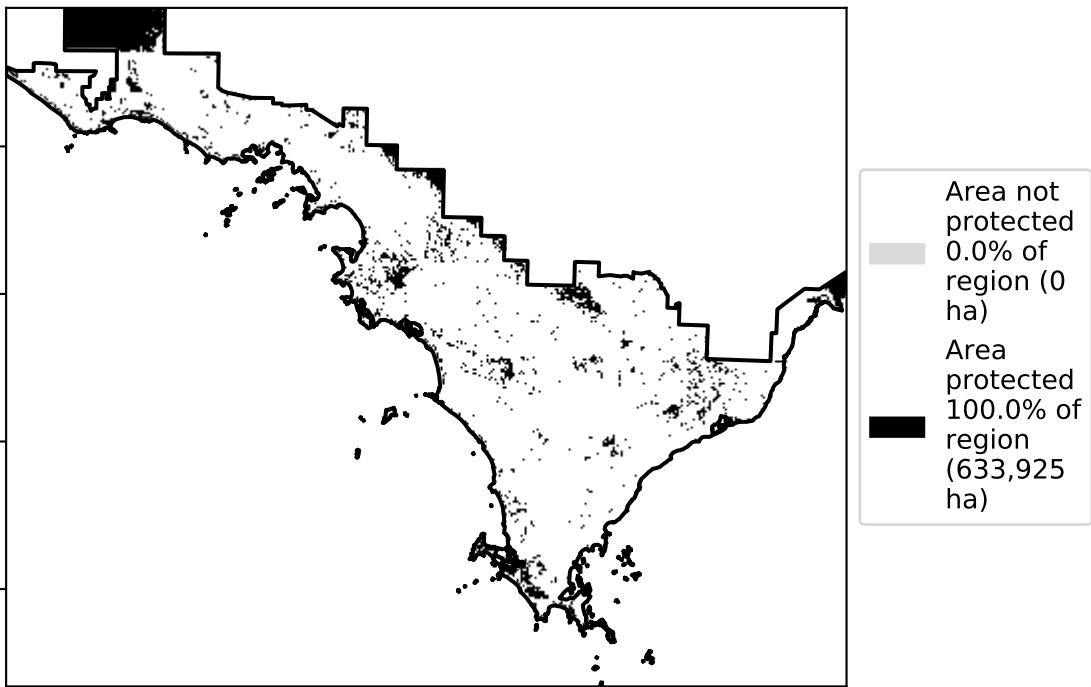 Area not
protected
0.0% of
region (0
ha)
Area
protected
100.0% of
region
(633,925
ha)